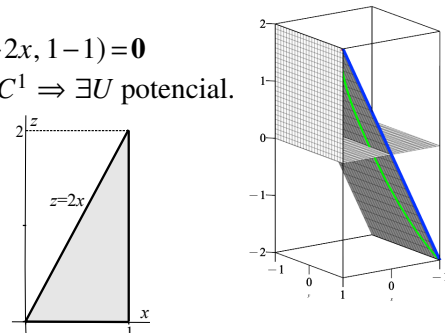 2x, 1−1) = 0
C¹ ⇒ ∃U potencial.
2
z
z=2x
x
1
2
1
0
−1
−2
−1
0
1
0